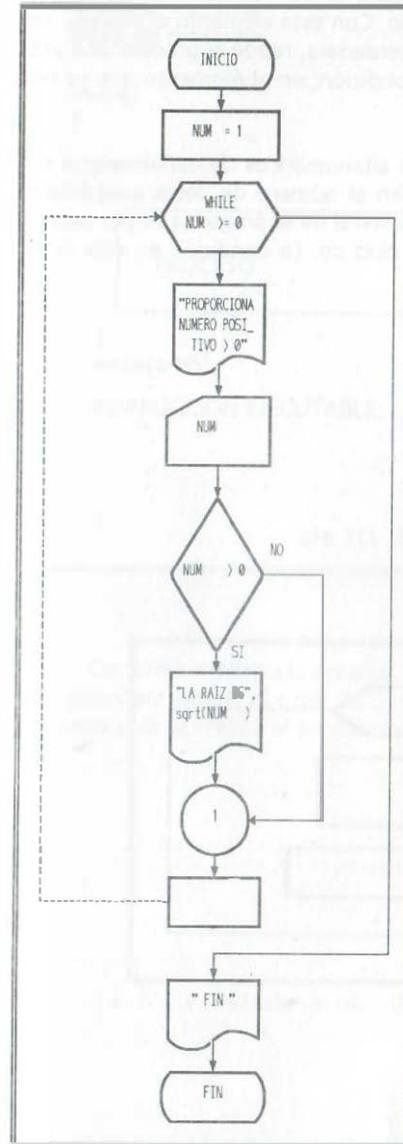 INICIO
NUM = 1
WHILE
NUM >= 0
"PROPORCIONA
NUMERO POSI_
TIVO > 0"
NUM
NUM > 0
NO
SI
"LA RAIZ ES",
sqrt(NUM )
1
" FIN "
FIN